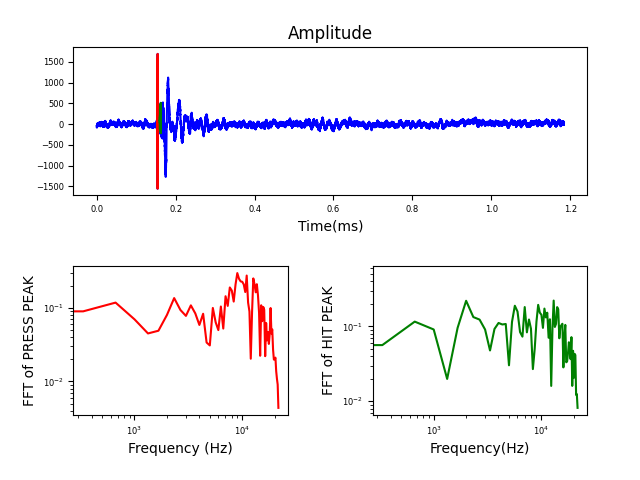 Amplitude
1500
1000
500
0
−500
−1000
−1500
0.0 0.2 0.4 0.6 0.8 1.0 1.2
Time(ms)
FFT of PRESS PEAK
10⁻¹
10⁻²
10³ 10⁴
Frequency (Hz)
FFT of HIT PEAK
10⁻¹
10⁻²
10³ 10⁴
Frequency(Hz)